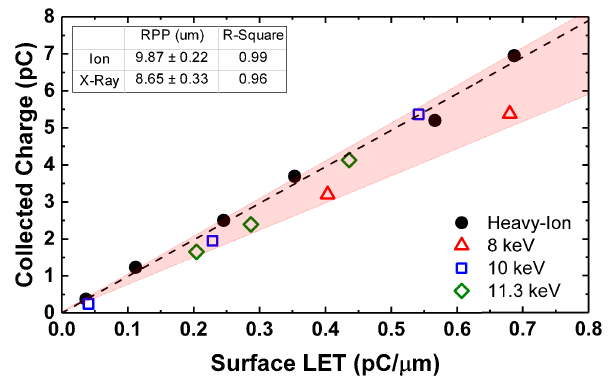 RPP (um) R-Square
Ion 9.87 ± 0.22 0.99
X-Ray 8.65 ± 0.33 0.96
Collected Charge (pC)
8
7
6
5
4
3
2
1
0
Heavy-Ion
8 keV
10 keV
11.3 keV
0.0 0.1 0.2 0.3 0.4 0.5 0.6 0.7 0.8
Surface LET (pC/μm)